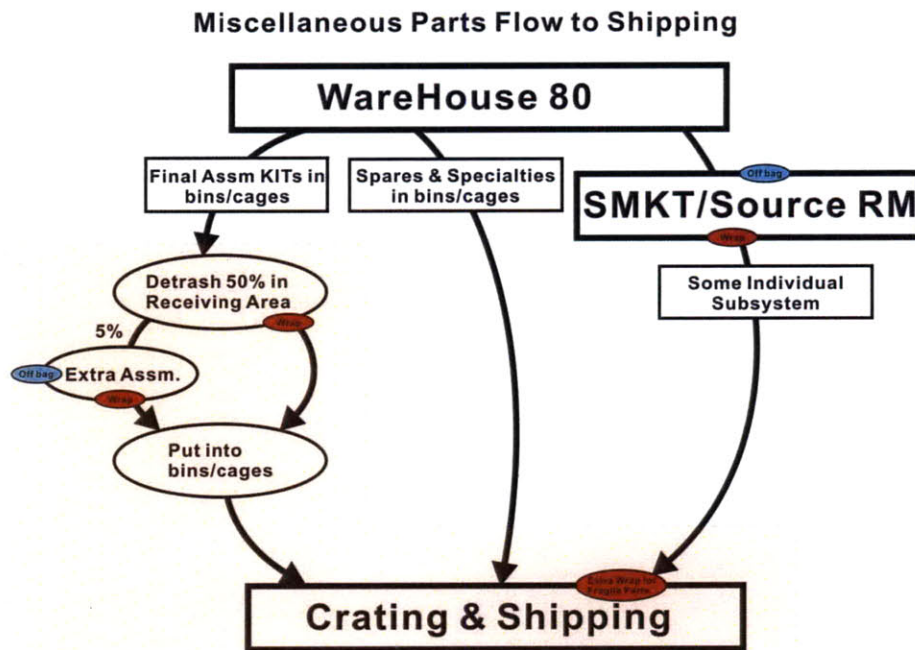 Miscellaneous Parts Flow to Shipping
WareHouse 80
Final Assm KITs in
bins/cages
Spares & Specialties
in bins/cages
Off bag
SMKT/Source RM
Wrap
Detrash 50% in
Receiving Area
Wrap
Some Individual
Subsystem
5%
Off bag
Extra Assm.
Wrap
Put into
bins/cages
Extra Wrap for
Fragile Parts
Crating & Shipping